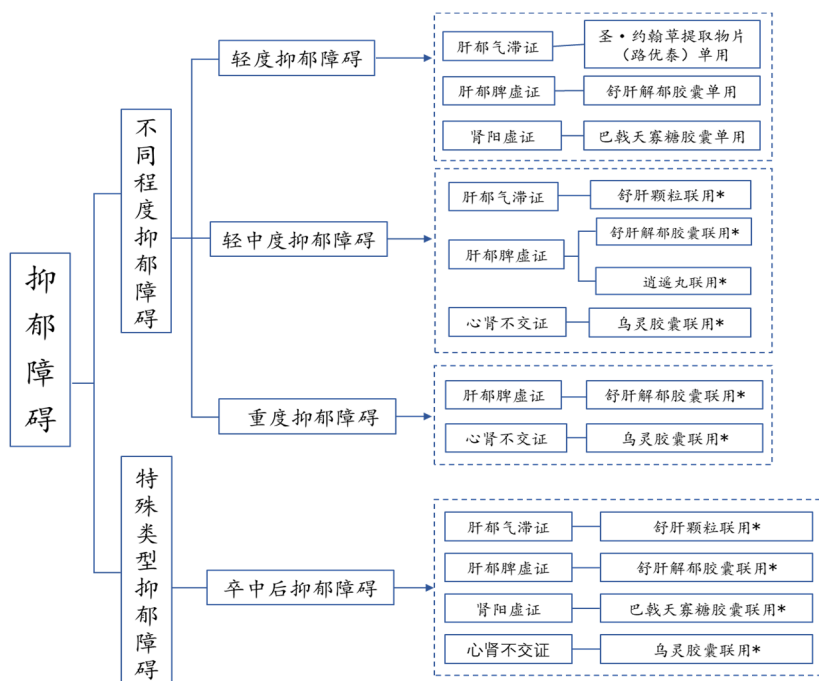 抑郁障碍
不同程度抑郁障碍
轻度抑郁障碍
肝郁气滞证
圣·约翰草提取物片
（路优泰）单用
肝郁脾虚证
舒肝解郁胶囊单用
肾阳虚证
巴戟天寡糖胶囊单用
轻中度抑郁障碍
肝郁气滞证
舒肝颗粒联用*
肝郁脾虚证
舒肝解郁胶囊联用*
逍遥丸联用*
心肾不交证
乌灵胶囊联用*
重度抑郁障碍
肝郁脾虚证
舒肝解郁胶囊联用*
心肾不交证
乌灵胶囊联用*
特殊类型抑郁障碍
卒中后抑郁障碍
肝郁气滞证
舒肝颗粒联用*
肝郁脾虚证
舒肝解郁胶囊联用*
肾阳虚证
巴戟天寡糖胶囊联用*
心肾不交证
乌灵胶囊联用*